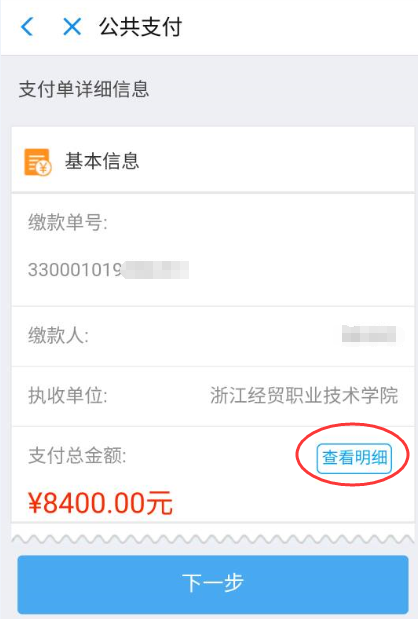 公共支付
支付单详细信息
基本信息
缴款单号:
330001019
缴款人:
执收单位: 浙江经贸职业技术学院
支付总金额: 查看明细
¥8400.00元
下一步